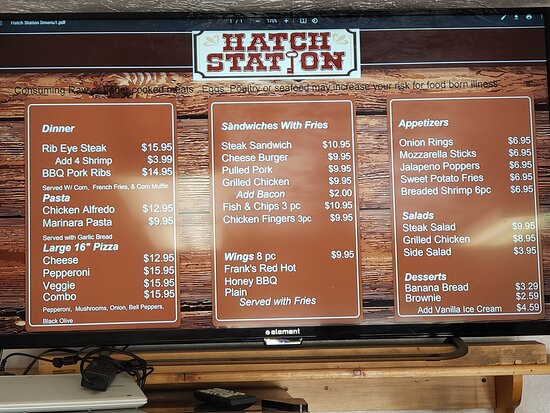 Hatch Station Dmenu1.pdf
1 / 1
175%
HATCH
STATION
Consuming Raw or under cooked meats, Eggs, Poultry or seafood may increase your risk for food born illness
Dinner
Rib Eye Steak $15.95
Add 4 Shrimp $3.99
BBQ Pork Ribs $14.95
Served W/ Corn, French Fries, & Corn Muffin
Pasta
Chicken Alfredo $12.95
Marinara Pasta $9.95
Served with Garlic Bread
Large 16" Pizza
Cheese $12.95
Pepperoni $15.95
Veggie $15.95
Combo $15.95
Pepperoni, Mushrooms, Onion, Bell Peppers,
Black Olive
Sandwiches With Fries
Steak Sandwich $10.95
Cheese Burger $9.95
Pulled Pork $9.95
Grilled Chicken $9.95
Add Bacon $2.00
Fish & Chips 3 pc $10.95
Chicken Fingers 3pc $9.95
Wings 8 pc $9.95
Frank's Red Hot
Honey BBQ
Plain
Served with Fries
Appetizers
Onion Rings $6.95
Mozzarella Sticks $6.95
Jalapeno Poppers $6.95
Sweet Potato Fries $6.95
Breaded Shrimp 6pc $6.95
Salads
Steak Salad $9.95
Grilled Chicken $8.95
Side Salad $3.95
Desserts
Banana Bread $3.29
Brownie $2.59
Add Vanilla Ice Cream $4.59
element